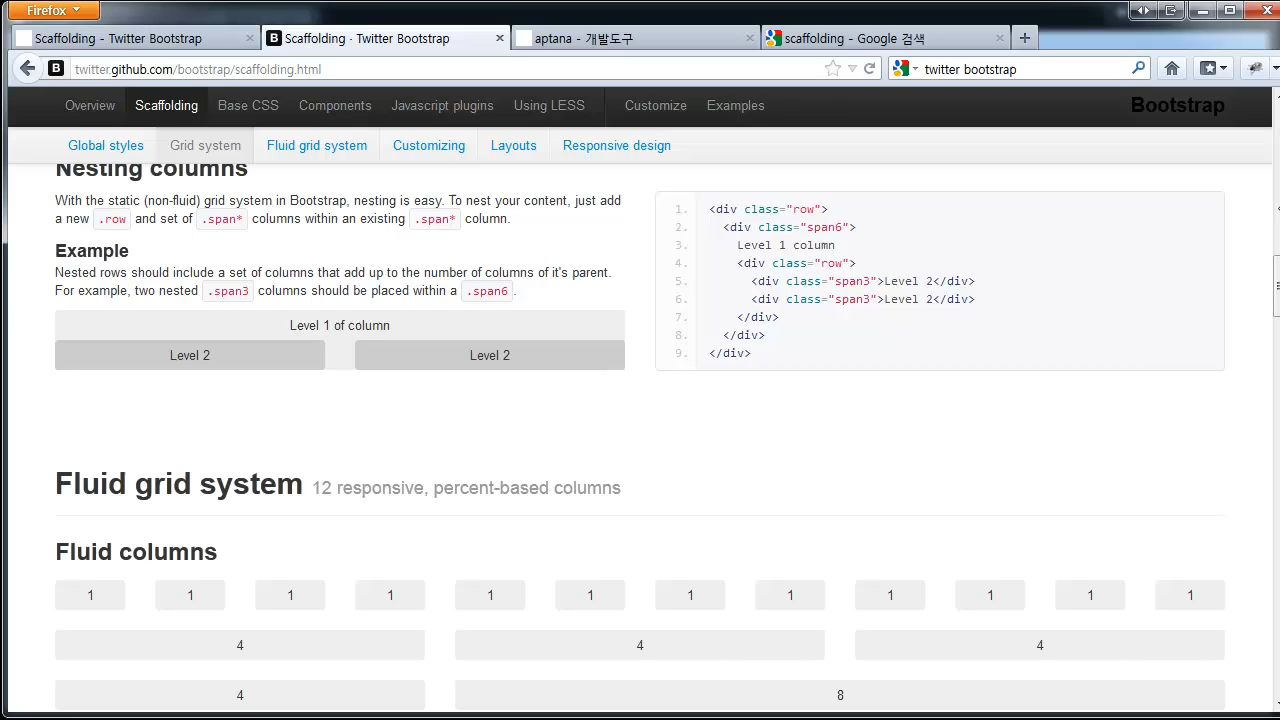 Firefox
Scaffolding - Twitter Bootstrap
Scaffolding · Twitter Bootstrap
aptana - 개발도구
scaffolding - Google 검색
twitter.github.com/bootstrap/scaffolding.html
twitter bootstrap
Overview Scaffolding Base CSS Components Javascript plugins Using LESS Customize Examples Bootstrap
Global styles Grid system Fluid grid system Customizing Layouts Responsive design
Nesting columns
With the static (non-fluid) grid system in Bootstrap, nesting is easy. To nest your content, just add
a new .row and set of .span* columns within an existing .span* column.
Example
Nested rows should include a set of columns that add up to the number of columns of it's parent.
For example, two nested .span3 columns should be placed within a .span6.
Level 1 of column
Level 2 Level 2
1. <div class="row">
2. <div class="span6">
3. Level 1 column
4. <div class="row">
5. <div class="span3">Level 2</div>
6. <div class="span3">Level 2</div>
7. </div>
8. </div>
9. </div>
Fluid grid system 12 responsive, percent-based columns
Fluid columns
1 1 1 1 1 1 1 1 1 1 1 1
4 4 4
4 8